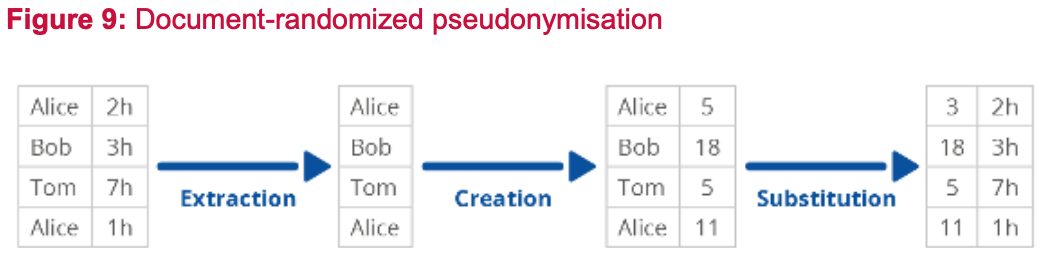 Figure 9: Document-randomized pseudonymisation
Alice 2h Alice Alice 5 3 2h
Bob 3h Bob Bob 18 18 3h
Tom 7h Tom Tom 5 5 7h
Alice 1h Alice Alice 11 11 1h
Extraction Creation Substitution